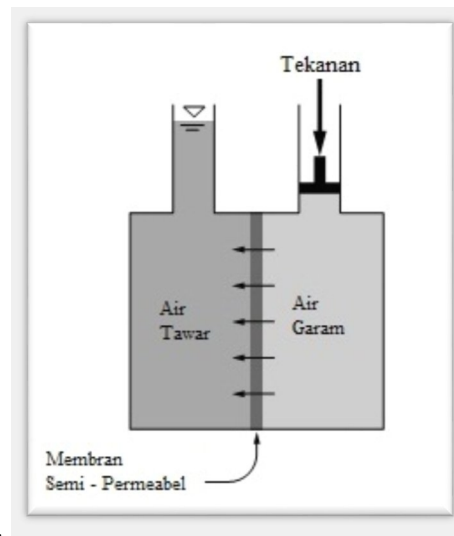 Tekanan
Air
Tawar
Air
Garam
Membran
Semi - Permeabel